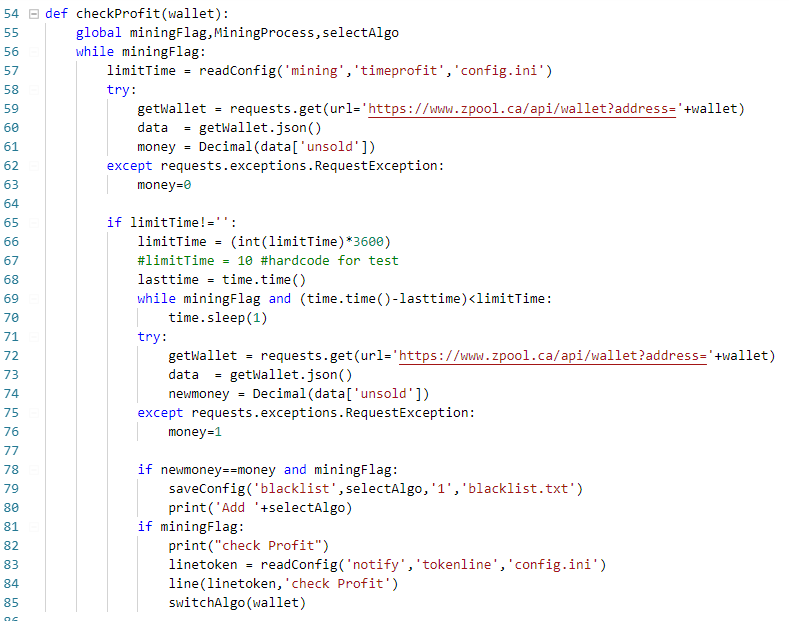 54 def checkProfit(wallet):
55 global miningFlag,MiningProcess,selectAlgo
56 while miningFlag:
57 limitTime = readConfig('mining','timeprofit','config.ini')
58 try:
59 getWallet = requests.get(url='https://www.zpool.ca/api/wallet?address='+wallet)
60 data  = getWallet.json()
61 money = Decimal(data['unsold'])
62 except requests.exceptions.RequestException:
63 money=0
64
65 if limitTime!='':
66 limitTime = (int(limitTime)*3600)
67 #limitTime = 10 #hardcode for test
68 lasttime = time.time()
69 while miningFlag and (time.time()-lasttime)<limitTime:
70 time.sleep(1)
71 try:
72 getWallet = requests.get(url='https://www.zpool.ca/api/wallet?address='+wallet)
73 data  = getWallet.json()
74 newmoney = Decimal(data['unsold'])
75 except requests.exceptions.RequestException:
76 money=1
77
78 if newmoney==money and miningFlag:
79 saveConfig('blacklist',selectAlgo,'1','blacklist.txt')
80 print('Add '+selectAlgo)
81 if miningFlag:
82 print("check Profit")
83 linetoken = readConfig('notify','tokenline','config.ini')
84 line(linetoken,'check Profit')
85 switchAlgo(wallet)